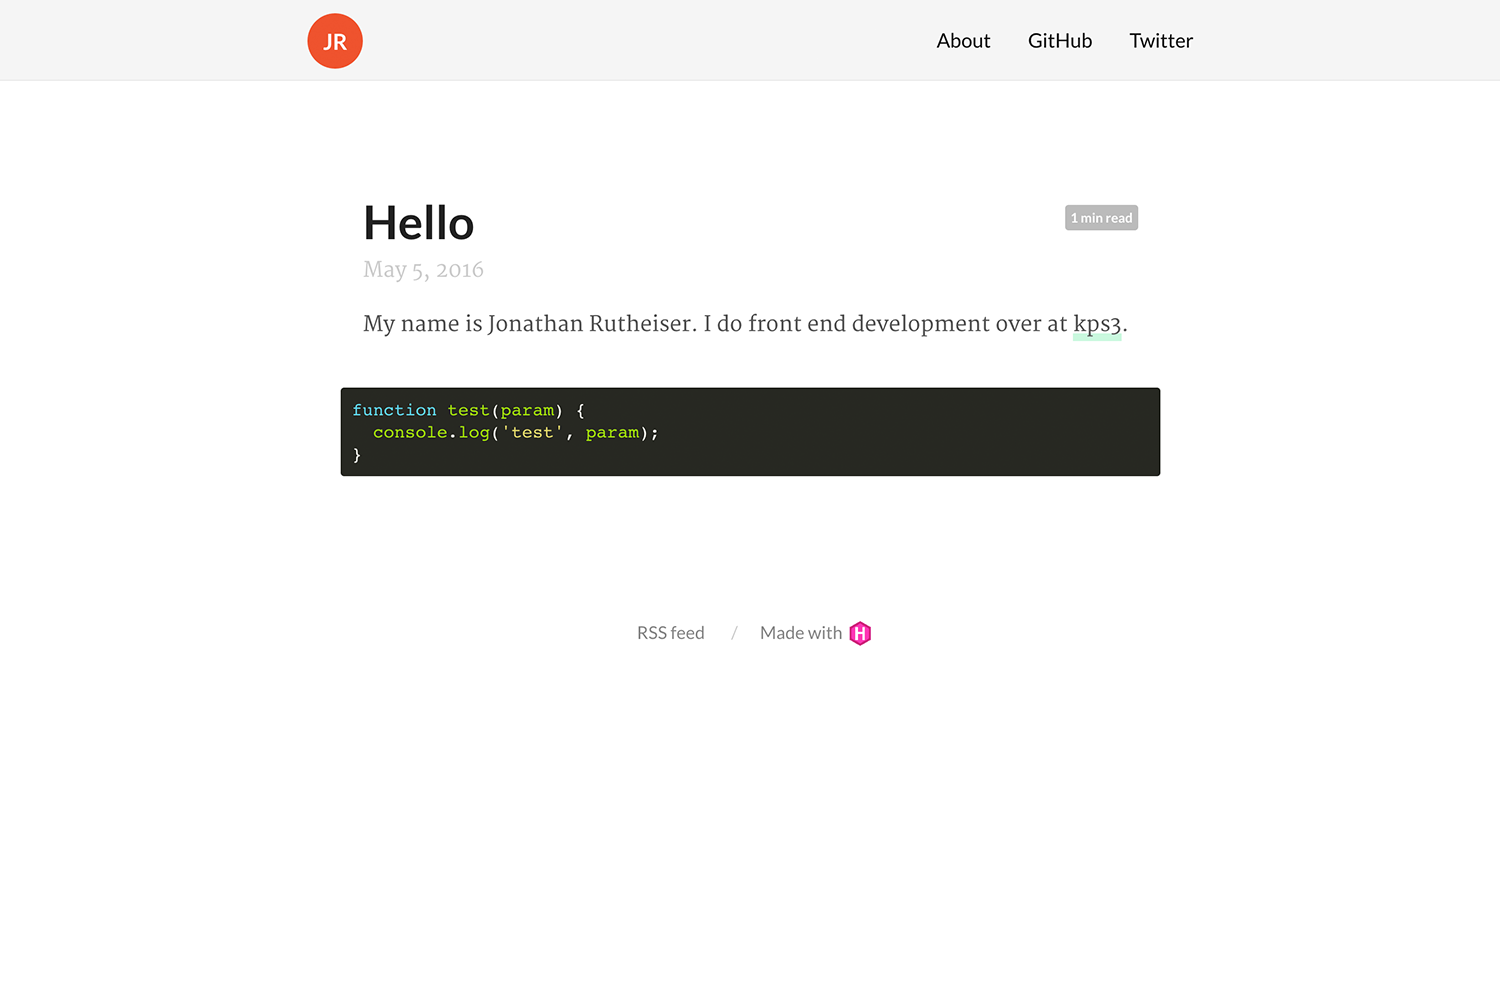 JR
About GitHub Twitter
Hello
1 min read
May 5, 2016
My name is Jonathan Rutheiser. I do front end development over at kps3.
function test(param) {
  console.log('test', param);
}
RSS feed / Made with H